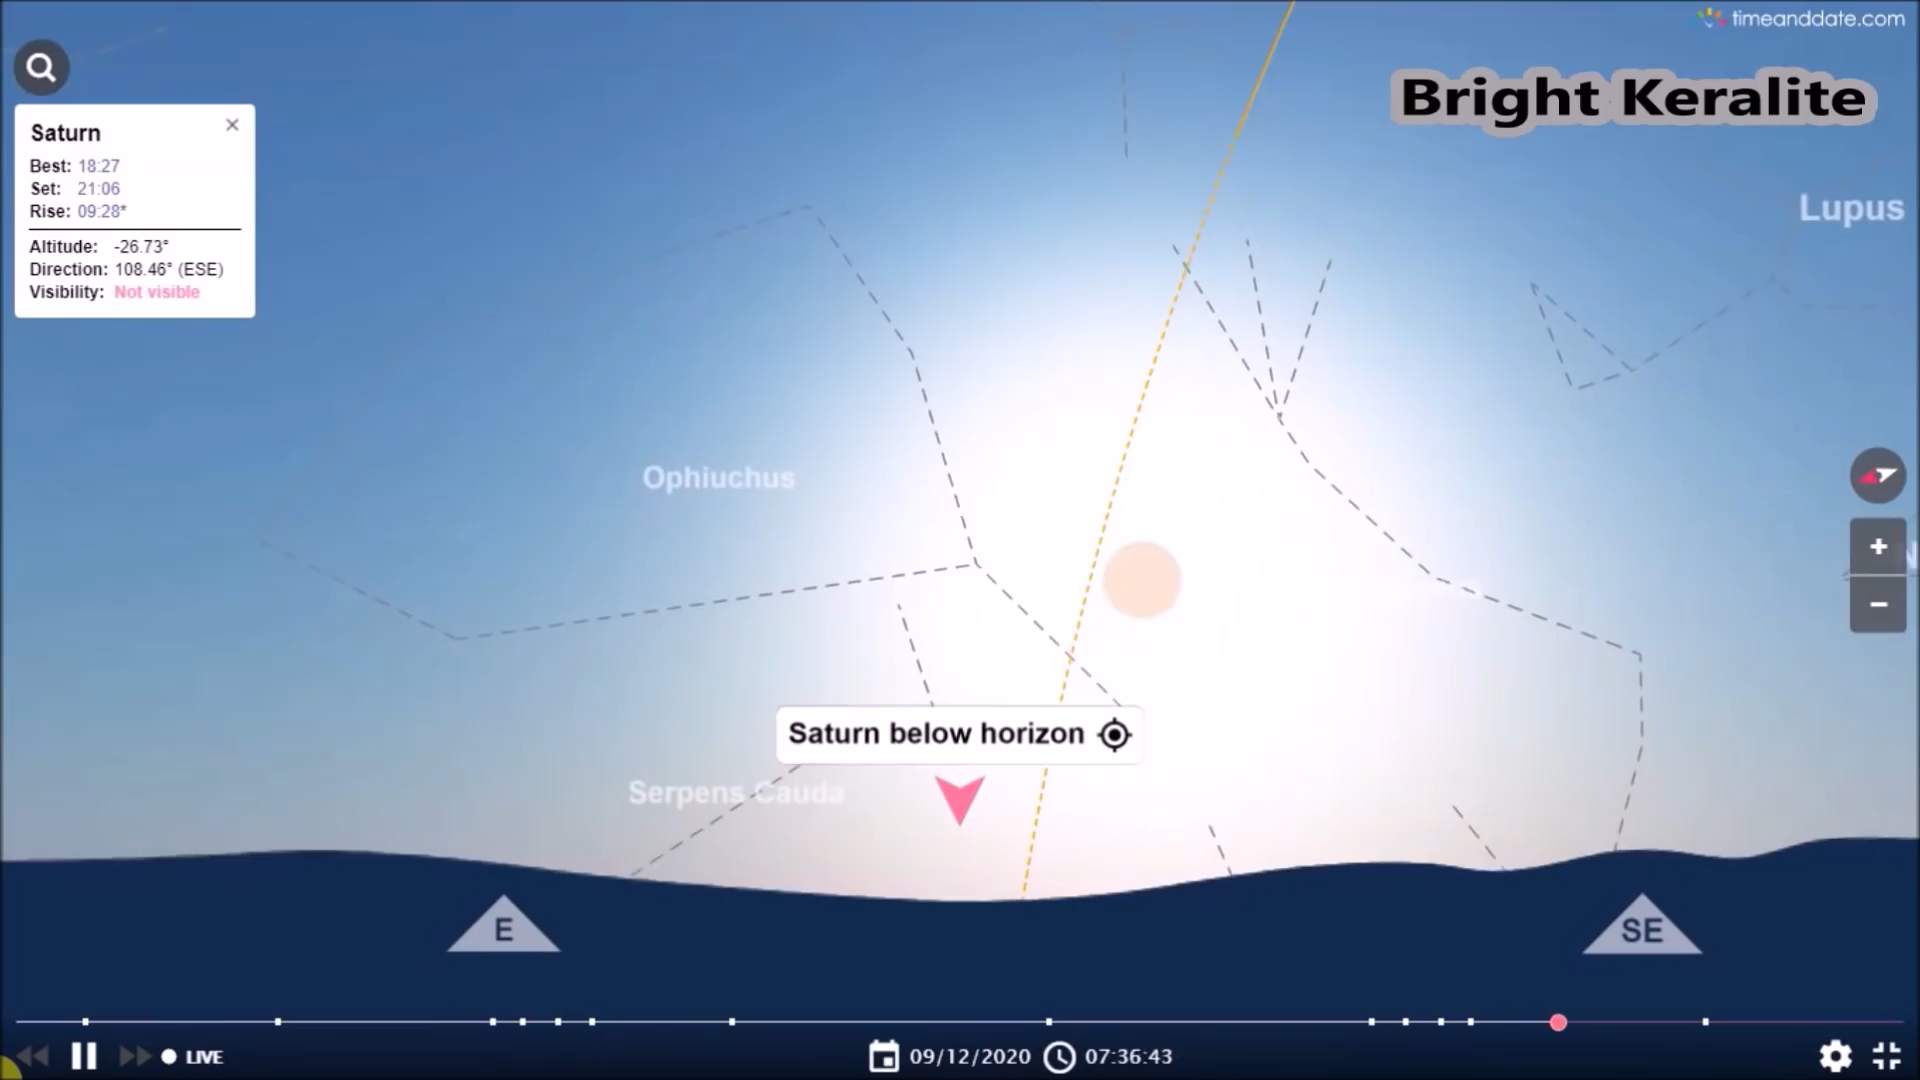 timeanddate.com
Bright Keralite
Saturn
Best: 18:27
Set: 21:06
Rise: 09:28*
Altitude: -26.73°
Direction: 108.46° (ESE)
Visibility: Not visible
Lupus
Ophiuchus
N
Saturn below horizon
Serpens Cauda
E
SE
LIVE
09/12/2020
07:36:43